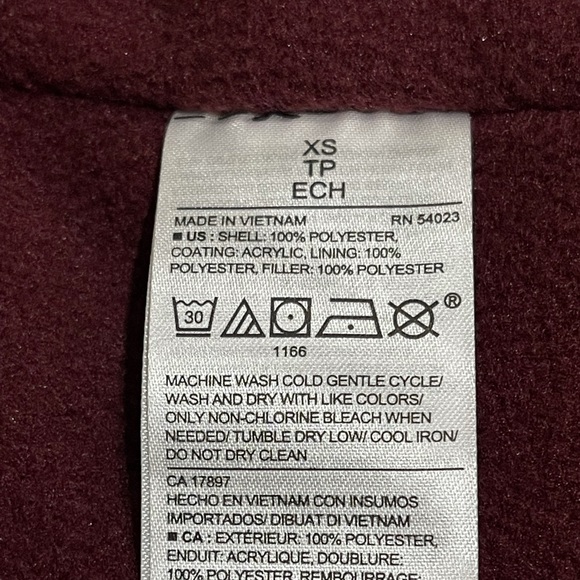 XS
TP
ECH
MADE IN VIETNAM RN 54023
■ US : SHELL: 100% POLYESTER,
COATING: ACRYLIC, LINING: 100%
POLYESTER, FILLER: 100% POLYESTER
30 ®
1166
MACHINE WASH COLD GENTLE CYCLE/
WASH AND DRY WITH LIKE COLORS/
ONLY NON-CHLORINE BLEACH WHEN
NEEDED/ TUMBLE DRY LOW/ COOL IRON/
DO NOT DRY CLEAN
CA 17897
HECHO EN VIETNAM CON INSUMOS
IMPORTADOS/ DIBUAT DI VIETNAM
■ CA : EXTÉRIEUR: 100% POLYESTER,
ENDUIT: ACRYLIQUE, DOUBLURE:
100% POLYESTER, REMBOURRAGE: